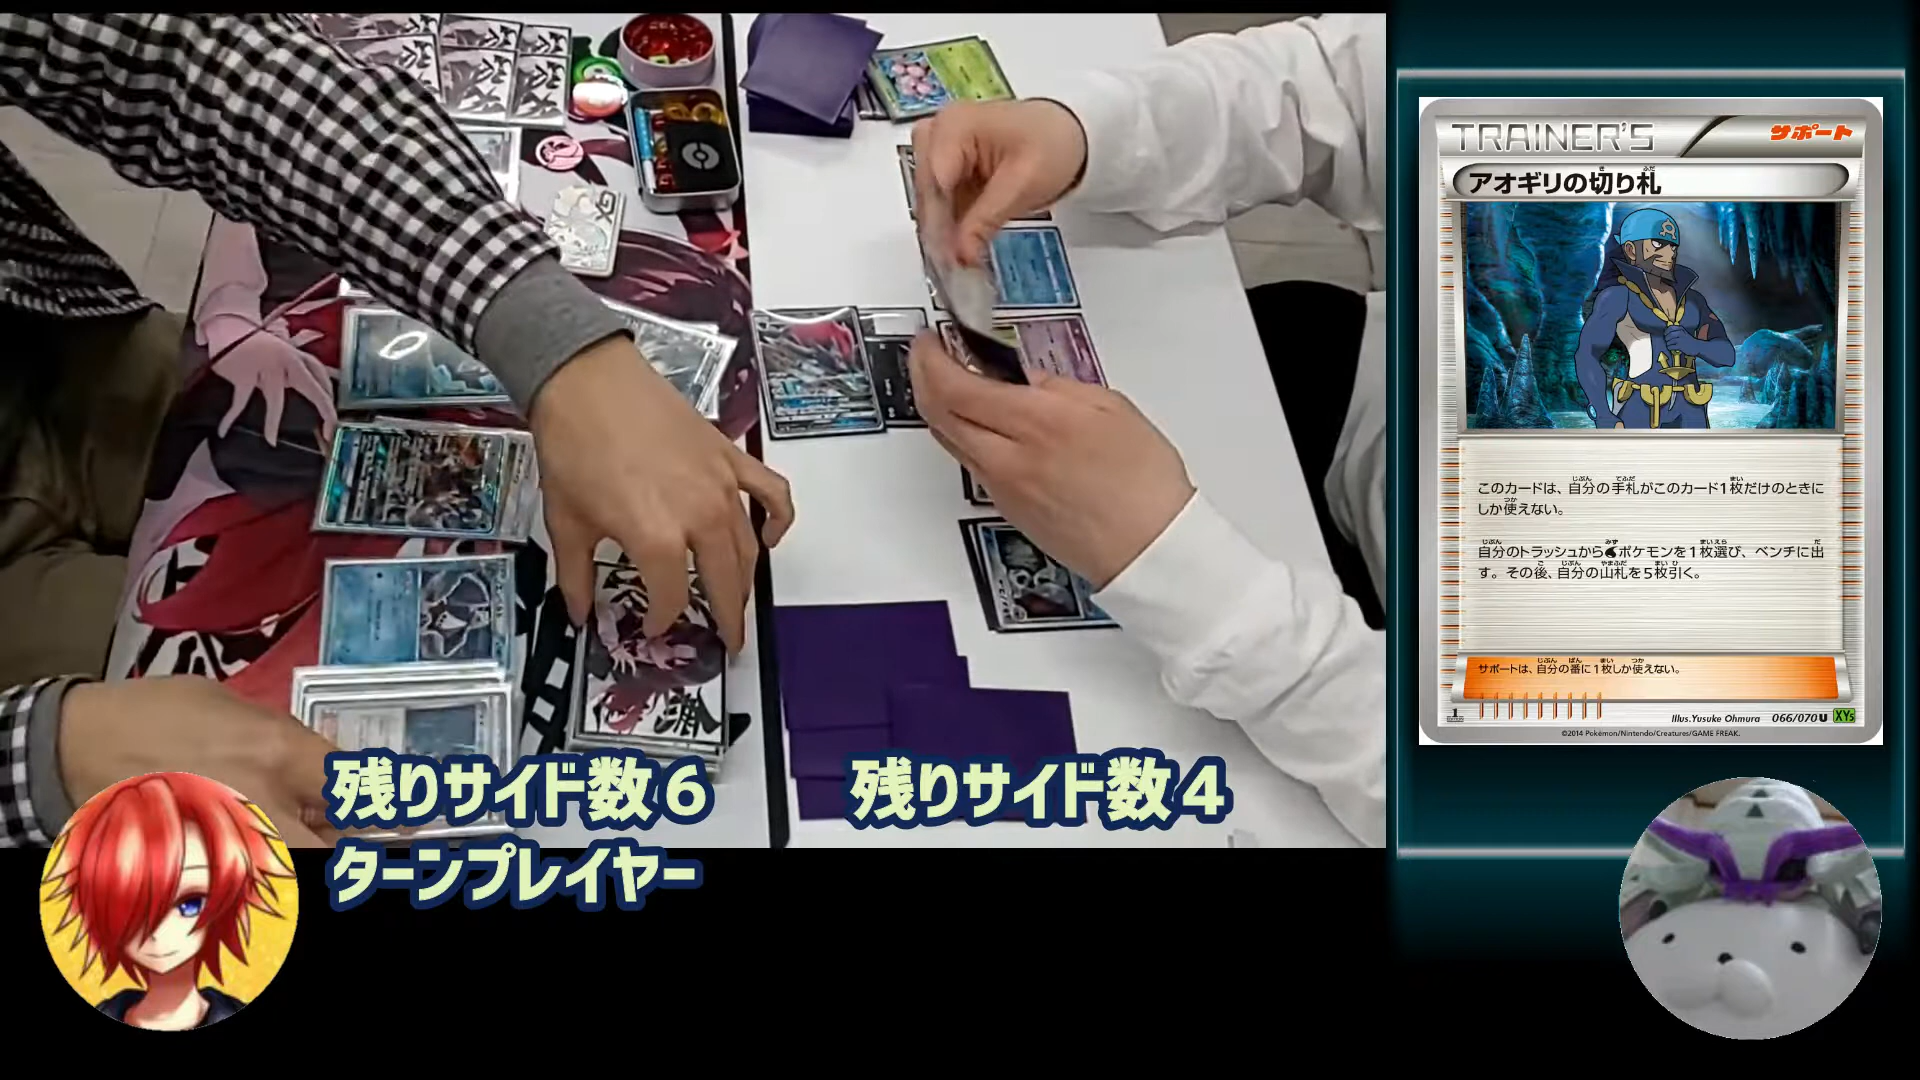 GX
TRAINER'S
サポート
アオギリの切り札
このカードは、自分の手札がこのカード1枚だけのときに
しか使えない。
自分のトラッシュから ポケモンを1枚選び、ベンチに出
す。その後、自分の山札を5枚引く。
サポートは、自分の番に1枚しか使えない。
Illus.Yusuke Ohmura 066/070 U XY5
©2014 Pokémon/Nintendo/Creatures/GAME FREAK.
残りサイド数6
ターンプレイヤー
残りサイド数4